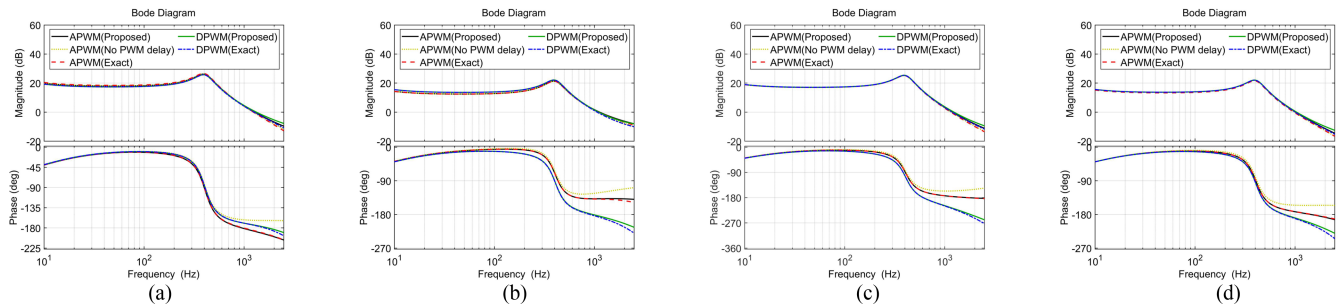 Bode Diagram
60
APWM(Proposed)
DPWM(Proposed)
40
APWM(No PWM delay)
DPWM(Exact)
APWM(Exact)
20
0
-20
Magnitude (dB)
-45
-90
-135
-180
-225
Phase (deg)
10^1
10^2
10^3
Frequency (Hz)
(a)
Bode Diagram
60
APWM(Proposed)
DPWM(Proposed)
40
APWM(No PWM delay)
DPWM(Exact)
APWM(Exact)
20
0
-20
Magnitude (dB)
-90
-180
-270
Phase (deg)
10^1
10^2
10^3
Frequency (Hz)
(b)
Bode Diagram
60
APWM(Proposed)
DPWM(Proposed)
40
APWM(No PWM delay)
DPWM(Exact)
APWM(Exact)
20
0
-20
Magnitude (dB)
-90
-180
-270
-360
Phase (deg)
10^1
10^2
10^3
Frequency (Hz)
(c)
Bode Diagram
60
APWM(Proposed)
DPWM(Proposed)
40
APWM(No PWM delay)
DPWM(Exact)
APWM(Exact)
20
0
-20
Magnitude (dB)
-90
-180
-270
Phase (deg)
10^1
10^2
10^3
Frequency (Hz)
(d)